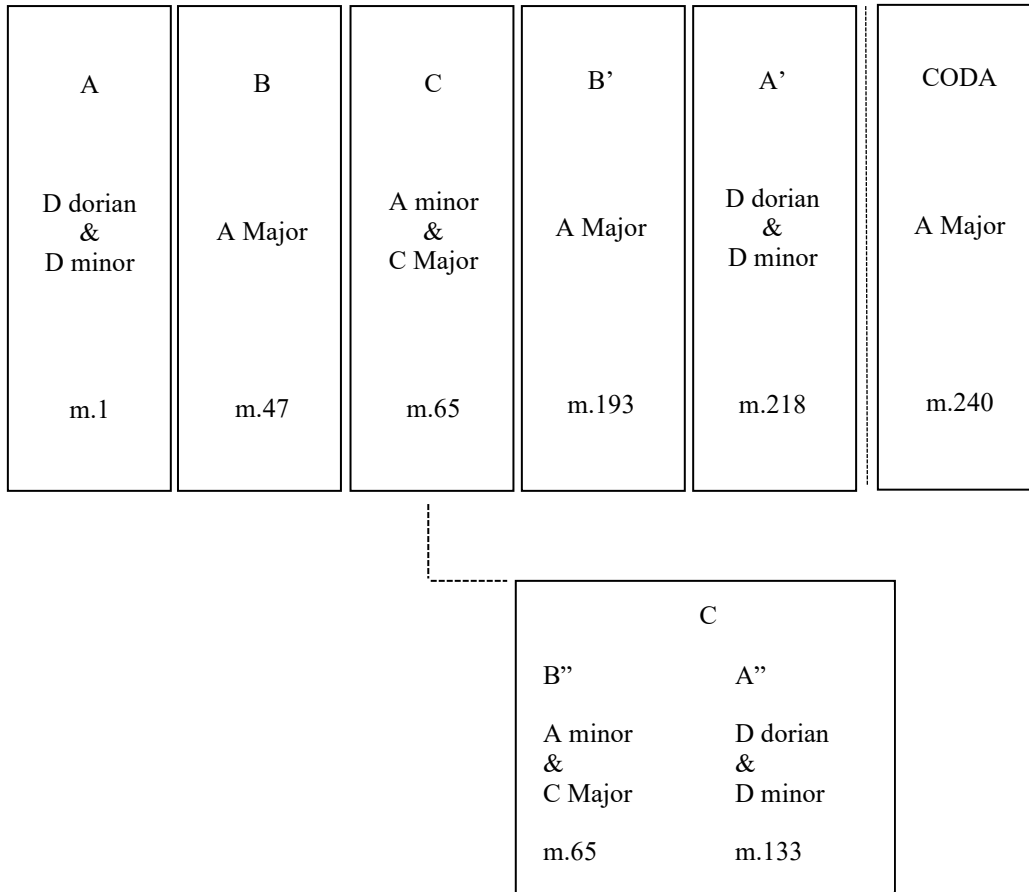 A
D dorian
&
D minor
m.1
B
A Major
m.47
C
A minor
&
C Major
m.65
B’
A Major
m.193
A’
D dorian
&
D minor
m.218
CODA
A Major
m.240
C
B”
A minor
&
C Major
m.65
A”
D dorian
&
D minor
m.133